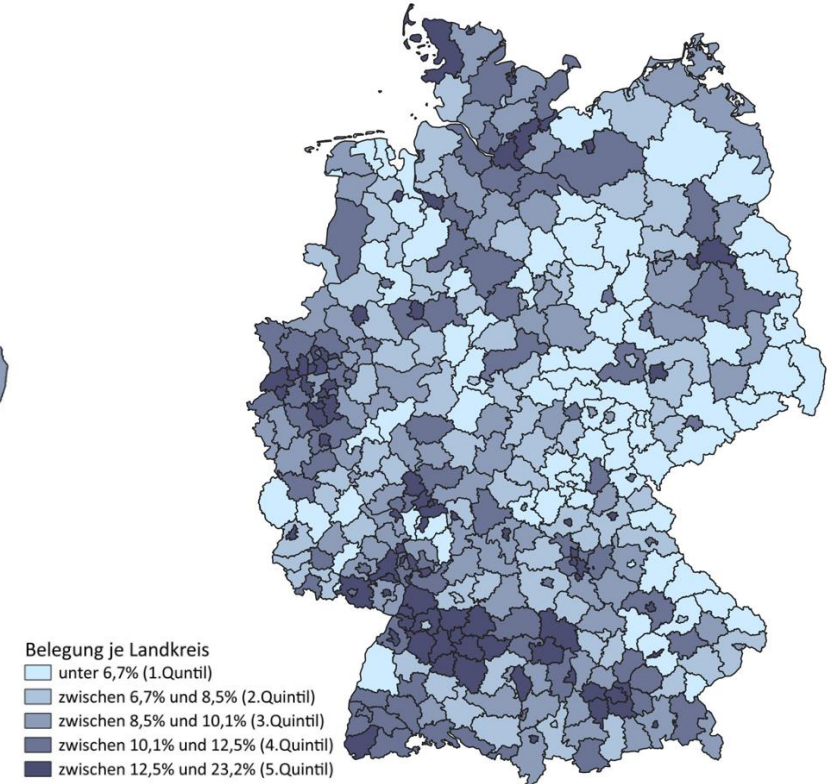 Belegung je Landkreis
unter 6,7% (1.Quntil)
zwischen 6,7% und 8,5% (2.Quintil)
zwischen 8,5% und 10,1% (3.Quintil)
zwischen 10,1% und 12,5% (4.Quintil)
zwischen 12,5% und 23,2% (5.Quintil)